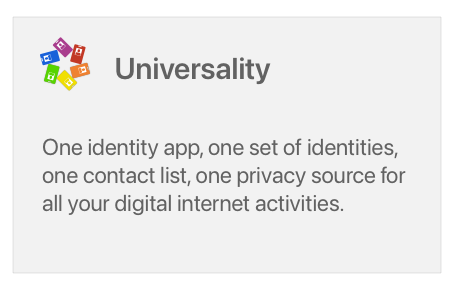 Universality
One identity app, one set of identities,
one contact list, one privacy source for
all your digital internet activities.